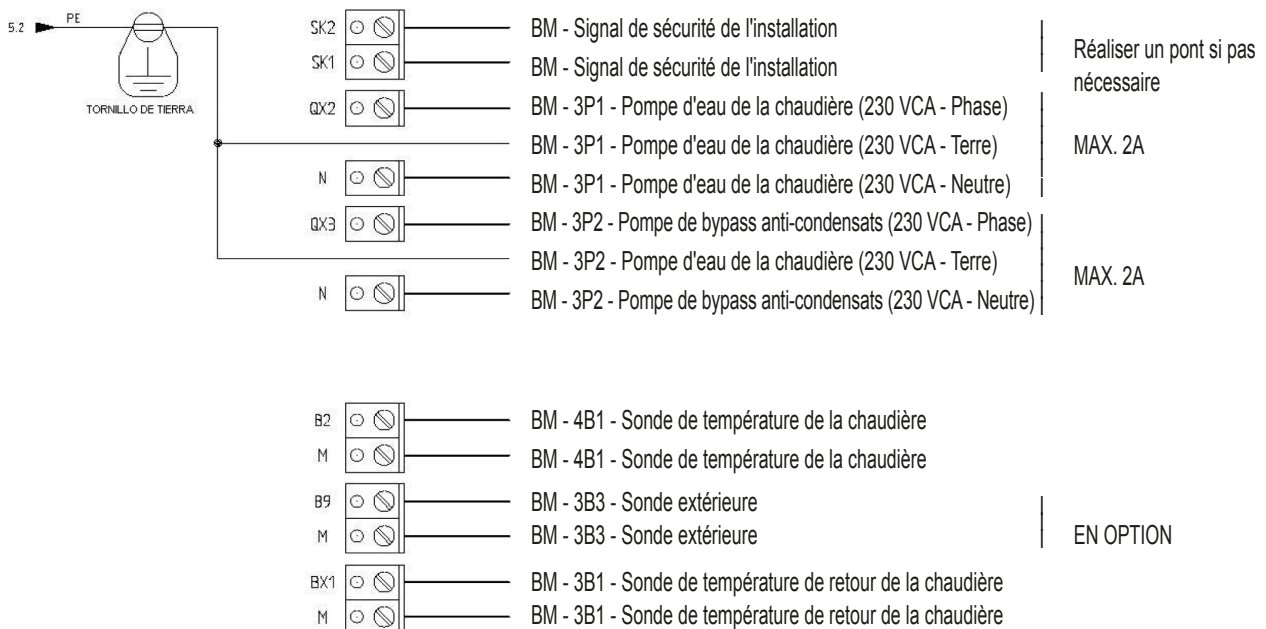 5.2 PE
TORNILLO DE TIERRA
SK2 BM - Signal de sécurité de l'installation
SK1 BM - Signal de sécurité de l'installation
Réaliser un pont si pas
nécessaire
QX2 BM - 3P1 - Pompe d'eau de la chaudière (230 VCA - Phase)
BM - 3P1 - Pompe d'eau de la chaudière (230 VCA - Terre) MAX. 2A
N BM - 3P1 - Pompe d'eau de la chaudière (230 VCA - Neutre)
QX3 BM - 3P2 - Pompe de bypass anti-condensats (230 VCA - Phase)
BM - 3P2 - Pompe d'eau de la chaudière (230 VCA - Terre) MAX. 2A
N BM - 3P2 - Pompe de bypass anti-condensats (230 VCA - Neutre)
B2 BM - 4B1 - Sonde de température de la chaudière
M BM - 4B1 - Sonde de température de la chaudière
B9 BM - 3B3 - Sonde extérieure
M BM - 3B3 - Sonde extérieure EN OPTION
BX1 BM - 3B1 - Sonde de température de retour de la chaudière
M BM - 3B1 - Sonde de température de retour de la chaudière